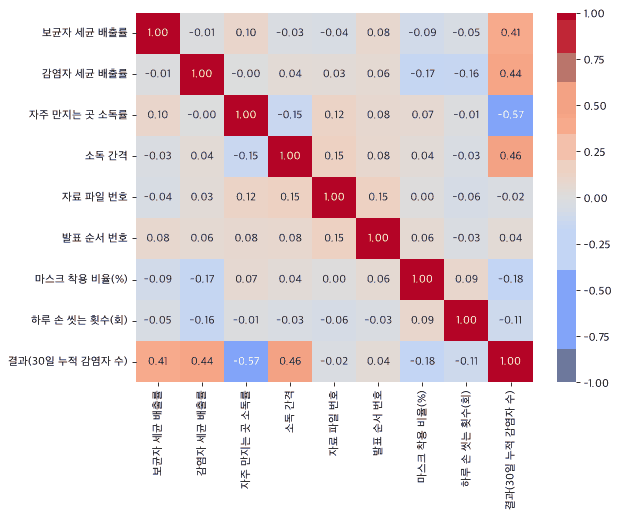 보균자 세균 배출률 1.00 -0.01 0.10 -0.03 -0.04 0.08 -0.09 -0.05 0.41
감염자 세균 배출률 -0.01 1.00 -0.00 0.04 0.03 0.06 -0.17 -0.16 0.44
자주 만지는 곳 소독률 0.10 -0.00 1.00 -0.15 0.12 0.08 0.07 -0.01 -0.57
소독 간격 -0.03 0.04 -0.15 1.00 0.15 0.08 0.04 -0.03 0.46
자료 파일 번호 -0.04 0.03 0.12 0.15 1.00 0.15 0.00 -0.06 -0.02
발표 순서 번호 0.08 0.06 0.08 0.08 0.15 1.00 0.06 -0.03 0.04
마스크 착용 비율(%) -0.09 -0.17 0.07 0.04 0.00 0.06 1.00 0.09 -0.18
하루 손 씻는 횟수(회) -0.05 -0.16 -0.01 -0.03 -0.06 -0.03 0.09 1.00 -0.11
결과(30일 누적 감염자 수) 0.41 0.44 -0.57 0.46 -0.02 0.04 -0.18 -0.11 1.00
보균자 세균 배출률
감염자 세균 배출률
자주 만지는 곳 소독률
소독 간격
자료 파일 번호
발표 순서 번호
마스크 착용 비율(%)
하루 손 씻는 횟수(회)
결과(30일 누적 감염자 수)
1.00
0.75
0.50
0.25
0.00
-0.25
-0.50
-0.75
-1.00